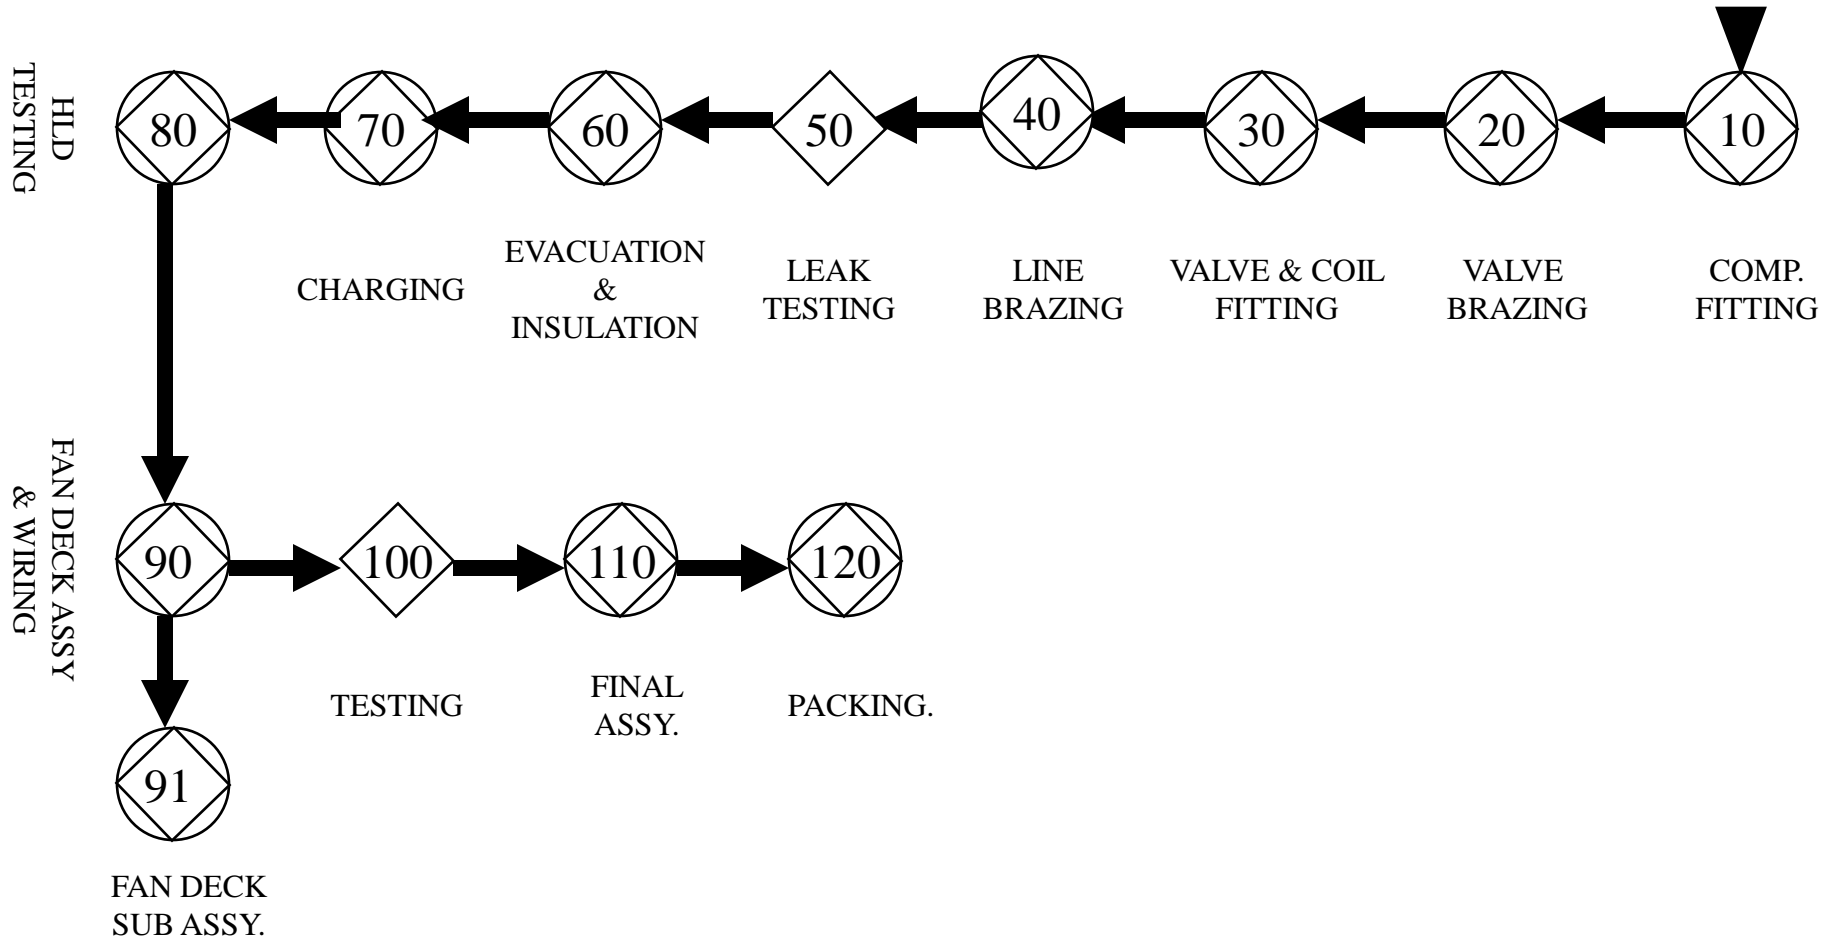 80
70
60
50
40
30
20
10
HLD
TESTING
CHARGING
EVACUATION
&
INSULATION
LEAK
TESTING
LINE
BRAZING
VALVE & COIL
FITTING
VALVE
BRAZING
COMP.
FITTING
FAN DECK ASSY
& WIRING
90
100
110
120
TESTING
FINAL
ASSY.
PACKING.
91
FAN DECK
SUB ASSY.